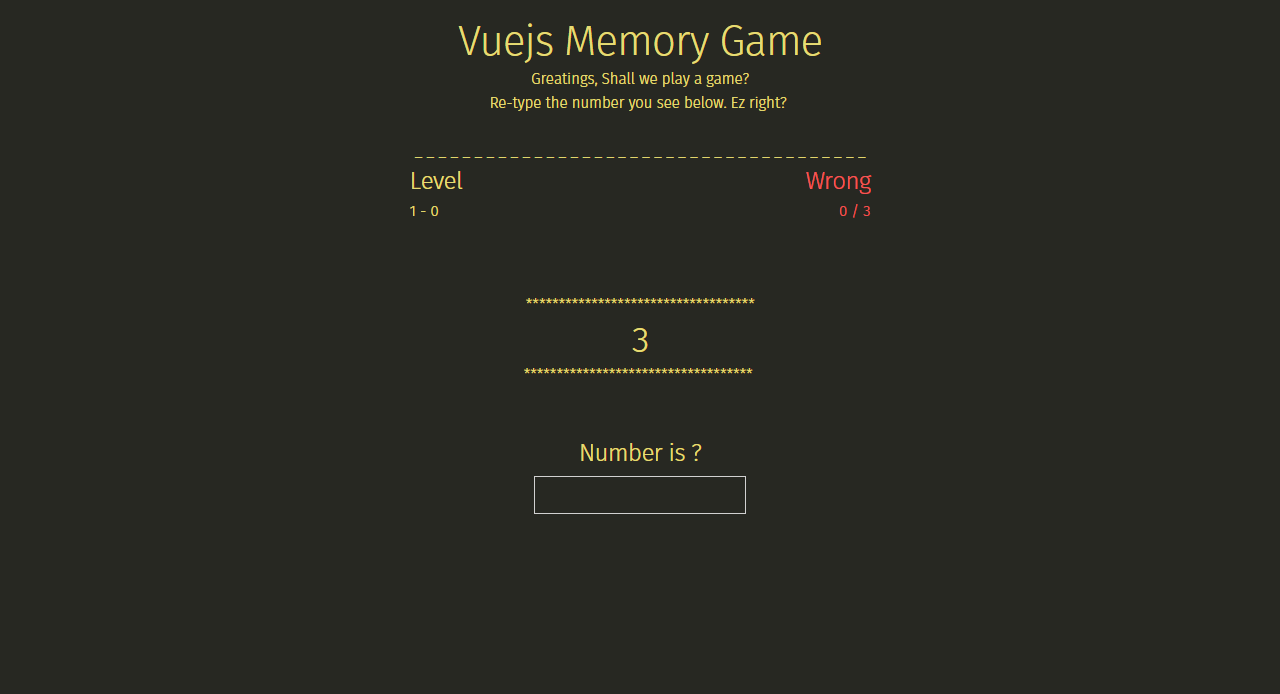 Vuejs Memory Game
Greatings, Shall we play a game?
Re-type the number you see below. Ez right?
_ _ _ _ _ _ _ _ _ _ _ _ _ _ _ _ _ _ _ _ _ _ _ _ _ _ _ _ _ _ _ _ _ _ _ _ _ _
Level Wrong
1 - 0 0 / 3
***********************************
3
***********************************
Number is ?